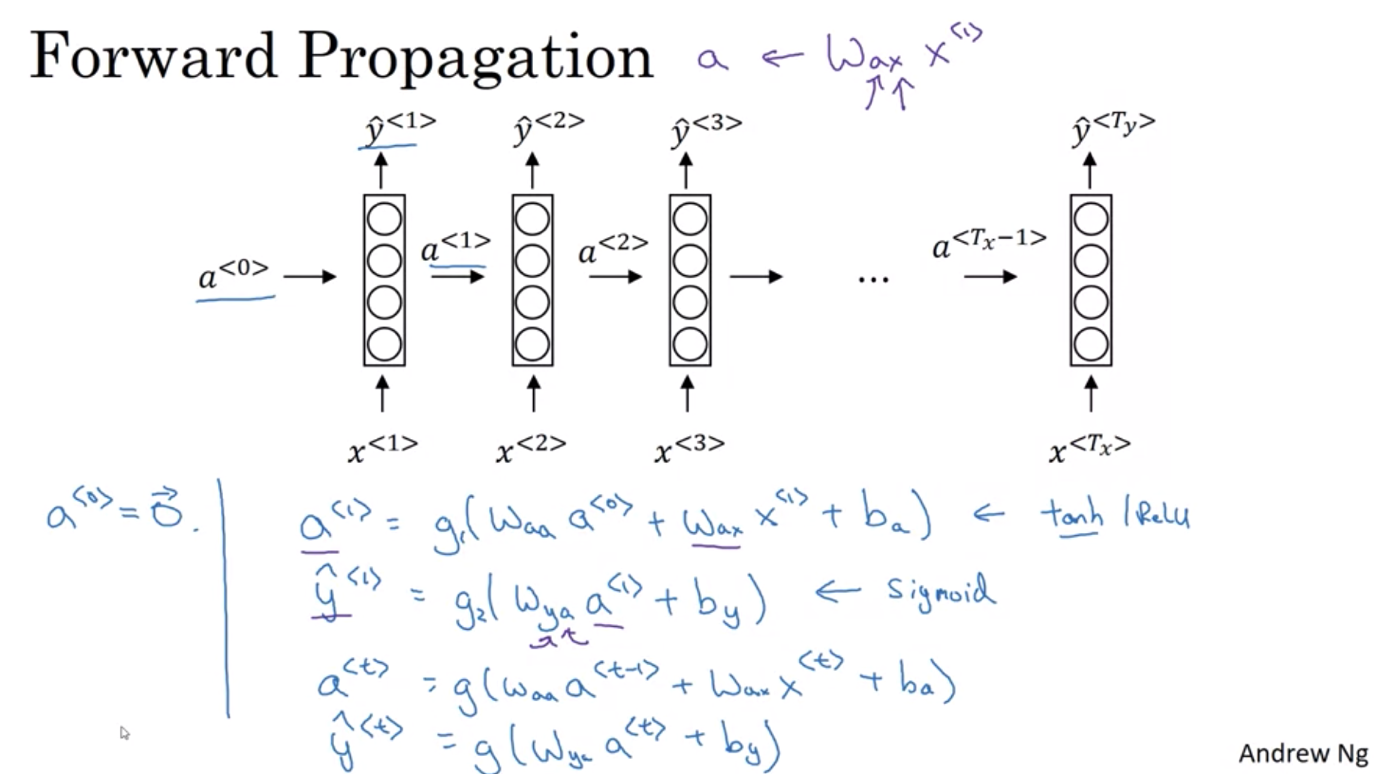 Forward Propagation a ← Wax x<1>
ŷ<1> ŷ<2> ŷ<3> ŷ<Ty>
a<0> a<1> a<2> ... a<Tx−1>
x<1> x<2> x<3> x<Tx>
a<0> = 0⃗.
a<1> = g₁(Waa a<0> + Wax x<1> + ba) ← tanh / ReLU
ŷ<1> = g₂(Wya a<1> + by) ← Sigmoid
a<t> = g(Waa a<t-1> + Wax x<t> + ba)
ŷ<t> = g(Wya a<t> + by)
Andrew Ng